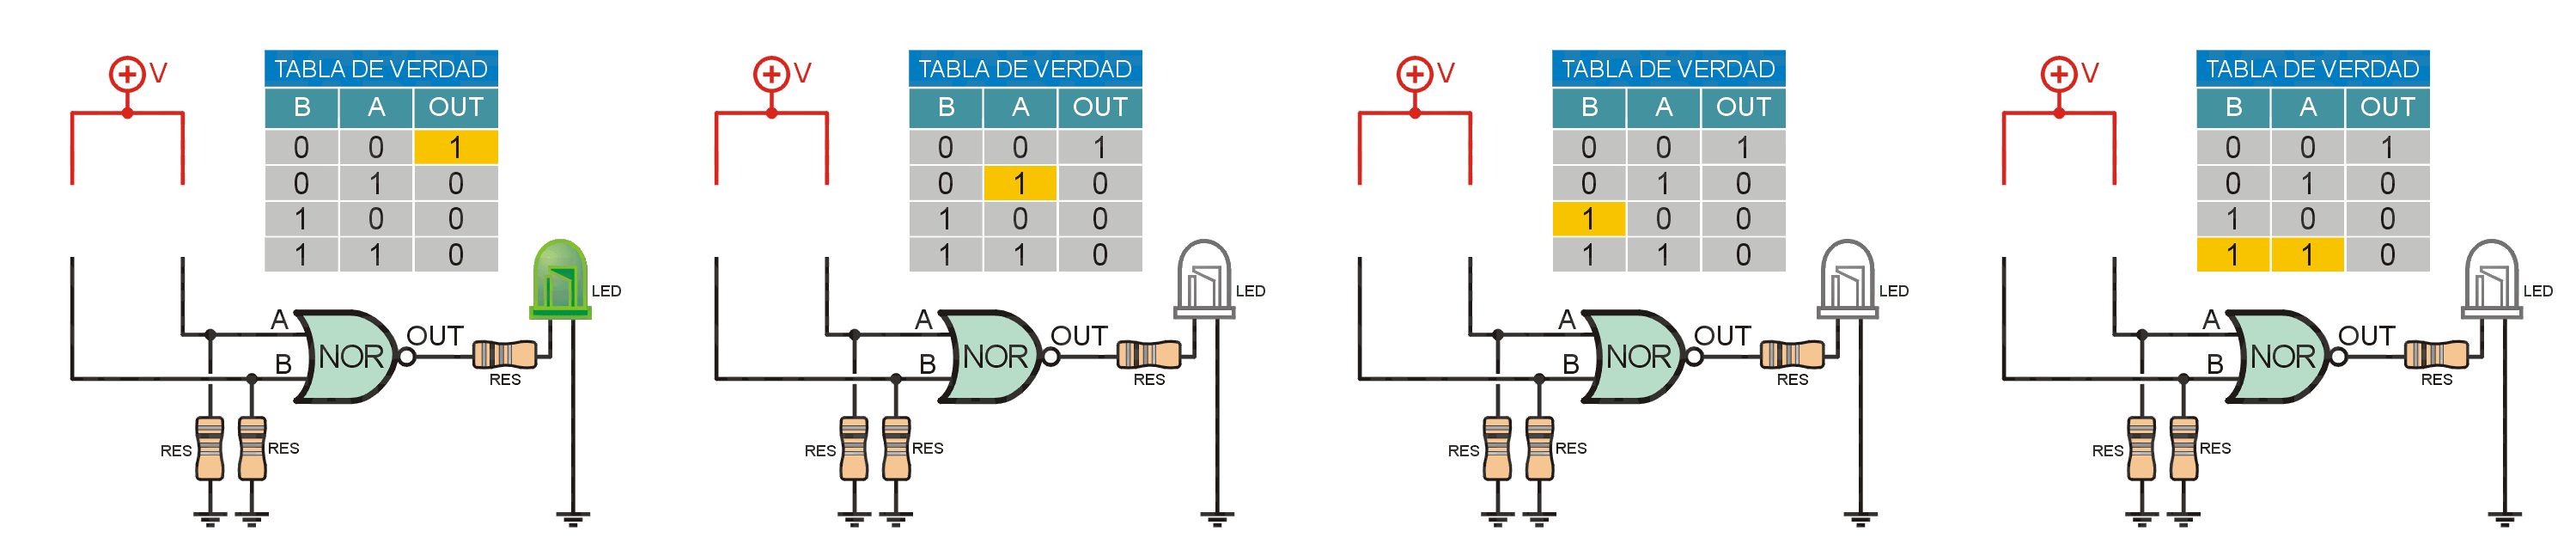 V
TABLA DE VERDAD
B A OUT
0 0 1
0 1 0
1 0 0
1 1 0
LED
A
OUT
NOR
B
RES
RES
RES
V
TABLA DE VERDAD
B A OUT
0 0 1
0 1 0
1 0 0
1 1 0
LED
A
OUT
NOR
B
RES
RES
RES
V
TABLA DE VERDAD
B A OUT
0 0 1
0 1 0
1 0 0
1 1 0
LED
A
OUT
NOR
B
RES
RES
RES
V
TABLA DE VERDAD
B A OUT
0 0 1
0 1 0
1 0 0
1 1 0
LED
A
OUT
NOR
B
RES
RES
RES